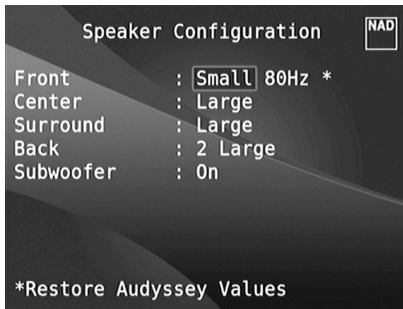 Speaker Configuration
NAD
Front : Small 80Hz *
Center : Large
Surround : Large
Back : 2 Large
Subwoofer : On
*Restore Audyssey Values